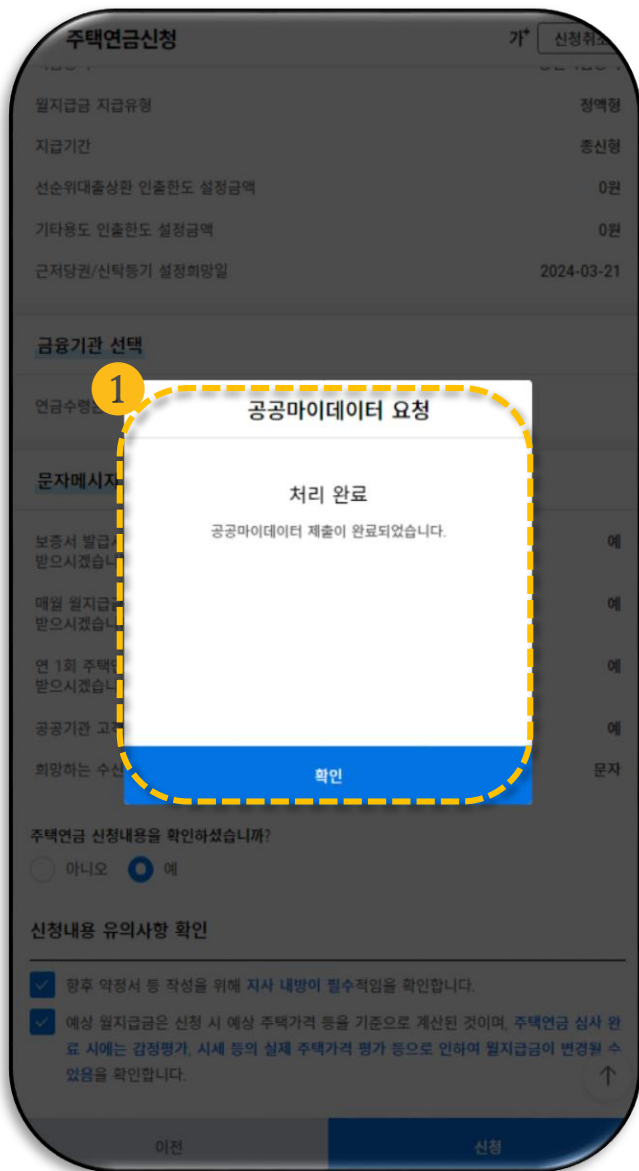 주택연금신청
가+
신청취소
월지급금 지급유형 정액형
지급기간 종신형
선순위대출상환 인출한도 설정금액 0원
기타용도 인출한도 설정금액 0원
근저당권/신탁등기 설정희망일 2024-03-21
금융기관 선택
1
연금수령
공공마이데이터 요청
문자메시지
처리 완료
공공마이데이터 제출이 완료되었습니다.
보증서 발급 예
받으시겠습니
매월 월지급금 예
받으시겠습니
연 1회 주택연 예
받으시겠습니
공공기관 고객 예
희망하는 수신 문자
확인
주택연금 신청내용을 확인하셨습니까?
아니오 예
신청내용 유의사항 확인
향후 약정서 등 작성을 위해 지사 내방이 필수적임을 확인합니다.
예상 월지급금은 신청 시 예상 주택가격 등을 기준으로 계산된 것이며, 주택연금 심사 완
료 시에는 감정평가, 시세 등의 실제 주택가격 평가 등으로 인하여 월지급금이 변경될 수
있음을 확인합니다.
이전 신청